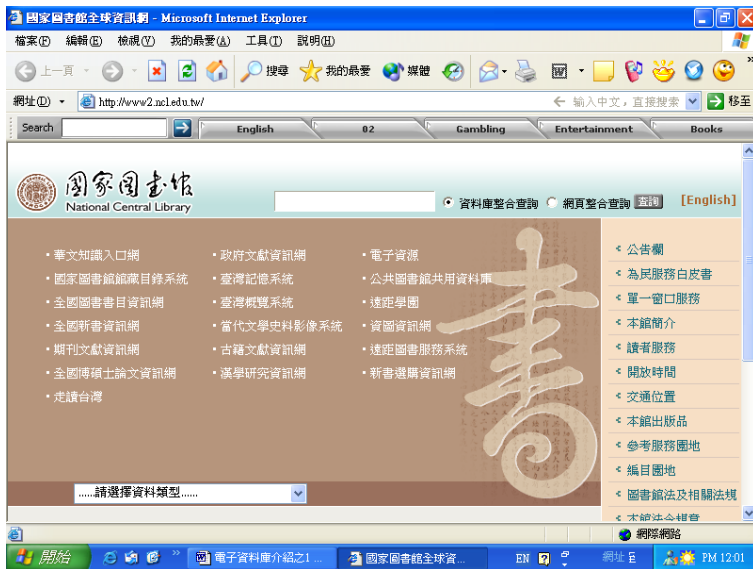 國家圖書館全球資訊網 - Microsoft Internet Explorer
檔案(F) 編輯(E) 檢視(V) 我的最愛(A) 工具(T) 說明(H)
上一頁 搜尋 我的最愛 媒體
網址(D) http://www2.ncl.edu.tw/ 输入中文，直接搜索 移至
Search English 02 Gambling Entertainment Books
國家圖書館
National Central Library
資料庫整合查詢 網頁整合查詢 查詢 [English]
‧華文知識入口網 ‧政府文獻資訊網 ‧電子資源
‧國家圖書館館藏目錄系統 ‧臺灣記憶系統 ‧公共圖書館共用資料庫
‧全國圖書書目資訊網 ‧臺灣概覽系統 ‧遠距學園
‧全國新書資訊網 ‧當代文學史料影像系統 ‧資圖資訊網
‧期刊文獻資訊網 ‧古籍文獻資訊網 ‧遠距圖書服務系統
‧全國博碩士論文資訊網 ‧漢學研究資訊網 ‧新書選購資訊網
‧走讀台灣
書
.....請選擇資料類型......
公告欄
為民服務白皮書
單一窗口服務
本館簡介
讀者服務
開放時間
交通位置
本館出版品
參考服務園地
編目園地
圖書館法及相關法規
本館法令規章
網際網路
開始 電子資料庫介紹之1... 國家圖書館全球資... EN 網址 PM 12:01